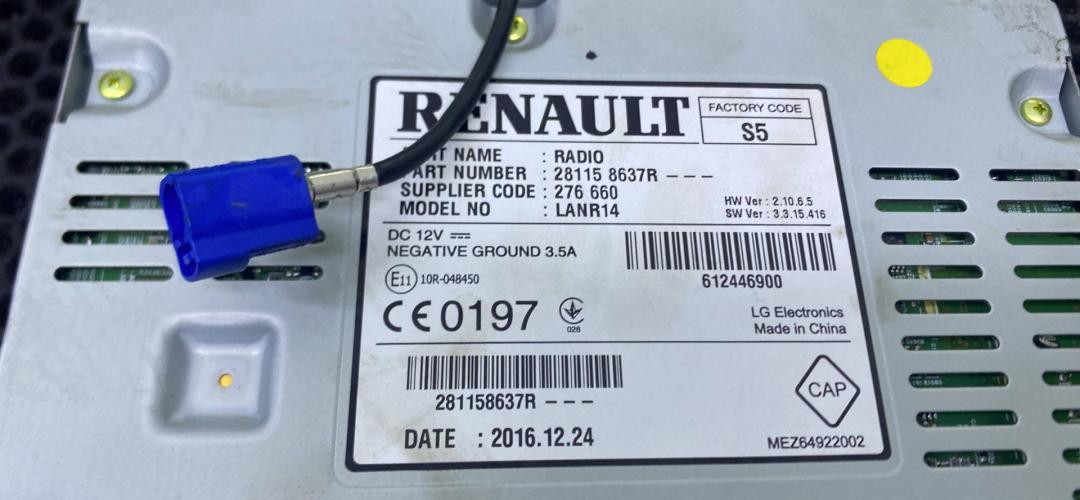 RENAULT
FACTORY CODE
S5
NAME : RADIO
PART NUMBER : 28115 8637R ---
SUPPLIER CODE : 276 660
MODEL NO : LANR14
HW Ver : 2.10.6.5
SW Ver : 3.3.15.416
DC 12V
NEGATIVE GROUND 3.5A
E11 10R-048450
612446900
CE0197
028
LG Electronics
Made in China
281158637R ---
CAP
DATE : 2016.12.24
MEZ64922002